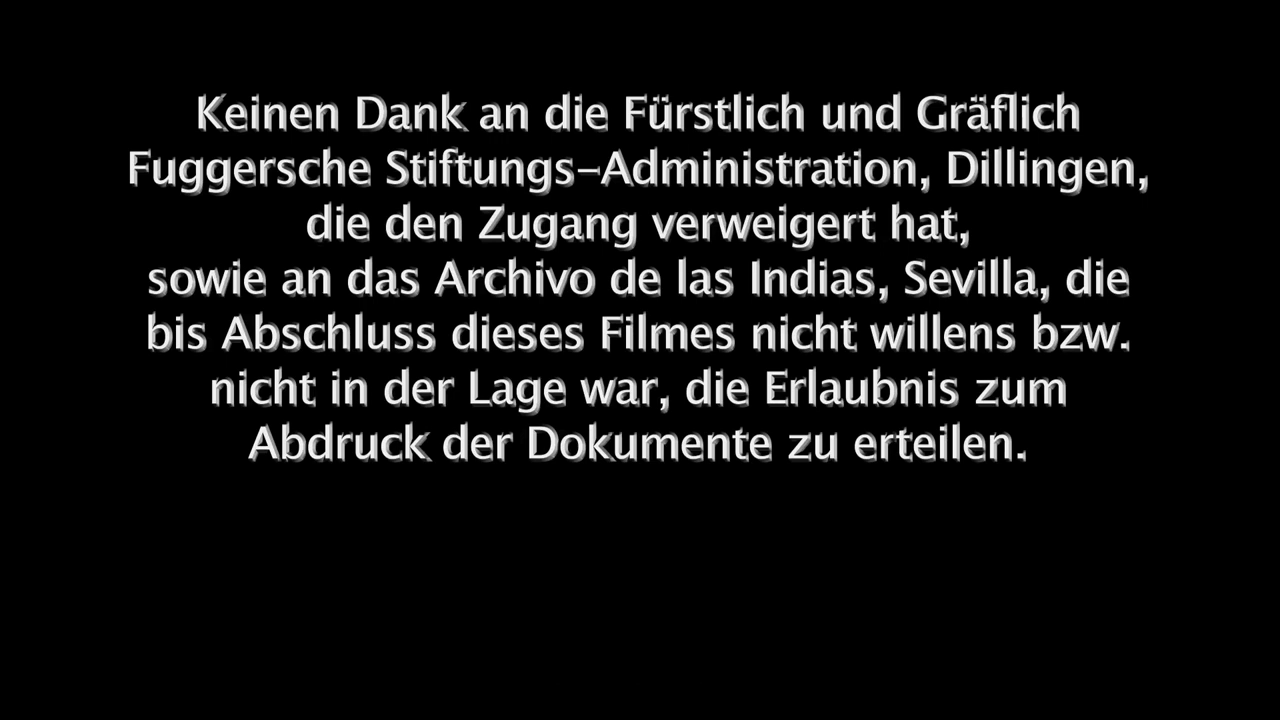 Keinen Dank an die Fürstlich und Gräflich
Fuggersche Stiftungs-Administration, Dillingen,
die den Zugang verweigert hat,
sowie an das Archivo de las Indias, Sevilla, die
bis Abschluss dieses Filmes nicht willens bzw.
nicht in der Lage war, die Erlaubnis zum
Abdruck der Dokumente zu erteilen.